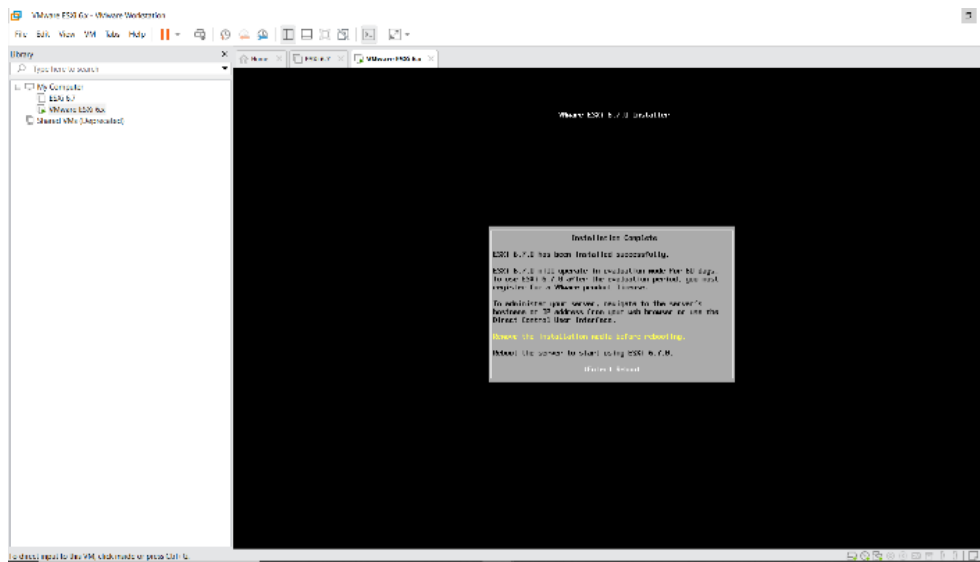 VMware ESXi 6.x - VMware Workstation
File Edit View VM Tabs Help
Library
Type here to search
Home
ESXi 6.7
VMware ESXi 6.x
My Computer
ESXi 6.7
VMware ESXi 6.x
Shared VMs (Deprecated)
VMware ESXi 6.7.0 Installer
Installation Complete
ESXi 6.7.0 has been installed successfully.
ESXi 6.7.0 will operate in evaluation mode for 60 days.
To use ESXi 6.7.0 after the evaluation period, you must
register for a VMware product license.
To administer your server, navigate to the server's
hostname or IP address from your web browser or use the
Direct Control User Interface.
Remove the installation media before rebooting.
Reboot the server to start using ESXi 6.7.0.
(Enter) Reboot
To direct input to this VM, click inside or press Ctrl+G.